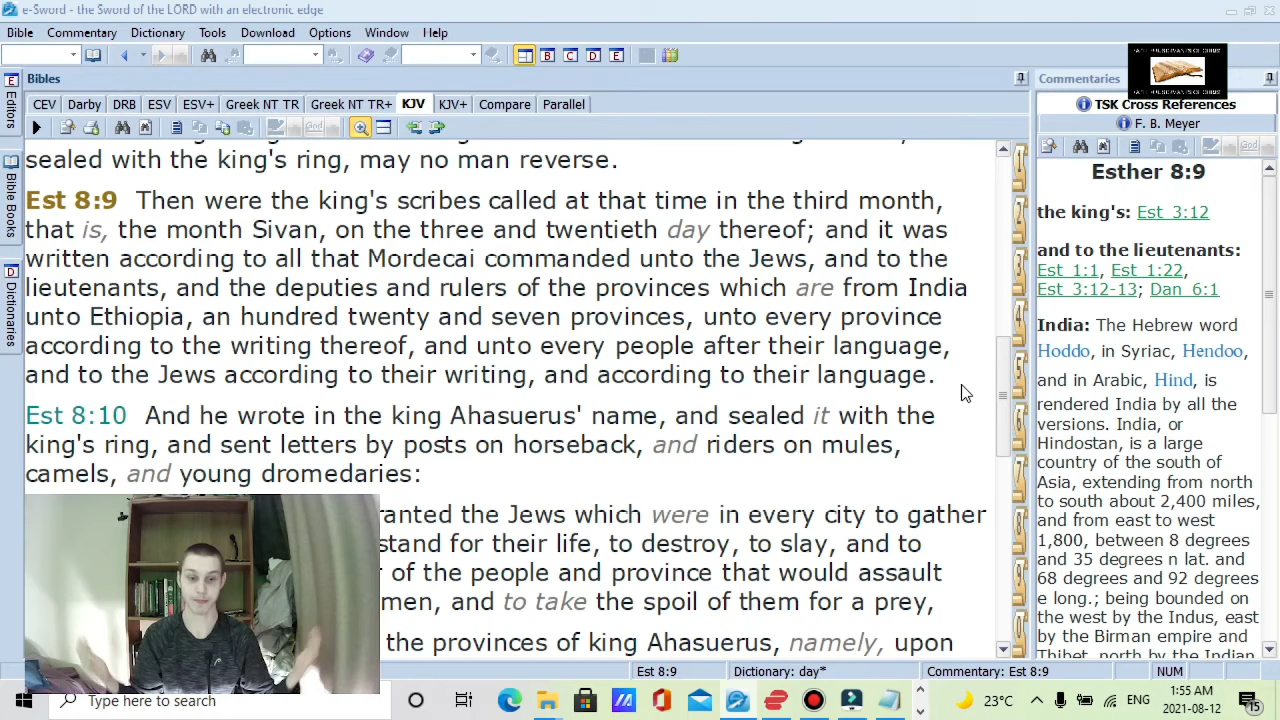 e-Sword - the Sword of the LORD with an electronic edge
Bible Commentary Dictionary Tools Download Options Window Help
B C D E
Bibles
CEV Darby DRB ESV ESV+ Greek NT TR Greek NT TR+ KJV KJV+ Compare Parallel
sealed with the king's ring, may no man reverse.
Est 8:9 Then were the king's scribes called at that time in the third month,
that is, the month Sivan, on the three and twentieth day thereof; and it was
written according to all that Mordecai commanded unto the Jews, and to the
lieutenants, and the deputies and rulers of the provinces which are from India
unto Ethiopia, an hundred twenty and seven provinces, unto every province
according to the writing thereof, and unto every people after their language,
and to the Jews according to their writing, and according to their language.
Est 8:10 And he wrote in the king Ahasuerus' name, and sealed it with the
king's ring, and sent letters by posts on horseback, and riders on mules,
camels, and young dromedaries:
ranted the Jews which were in every city to gather
stand for their life, to destroy, to slay, and to
of the people and province that would assault
men, and to take the spoil of them for a prey,
the provinces of king Ahasuerus, namely, upon
Editors
Bible Books
Dictionaries
Commentaries
TSK Cross References
F. B. Meyer
Esther 8:9
the king's: Est_3:12
and to the lieutenants:
Est_1:1, Est_1:22,
Est_3:12-13; Dan_6:1
India: The Hebrew word
Hoddo, in Syriac, Hendoo,
and in Arabic, Hind, is
rendered India by all the
versions. India, or
Hindostan, is a large
country of the south of
Asia, extending from north
to south about 2,400 miles,
and from east to west
1,800, between 8 degrees
and 35 degrees n lat. and
68 degrees and 92 degrees
e long.; being bounded on
the west by the Indus, east
by the Birman empire and
Thibet, north by the Indian
Est 8:9 Dictionary: day* Commentary: Est 8:9 NUM
Type here to search
23°C ENG 1:55 AM
2021-08-12 15